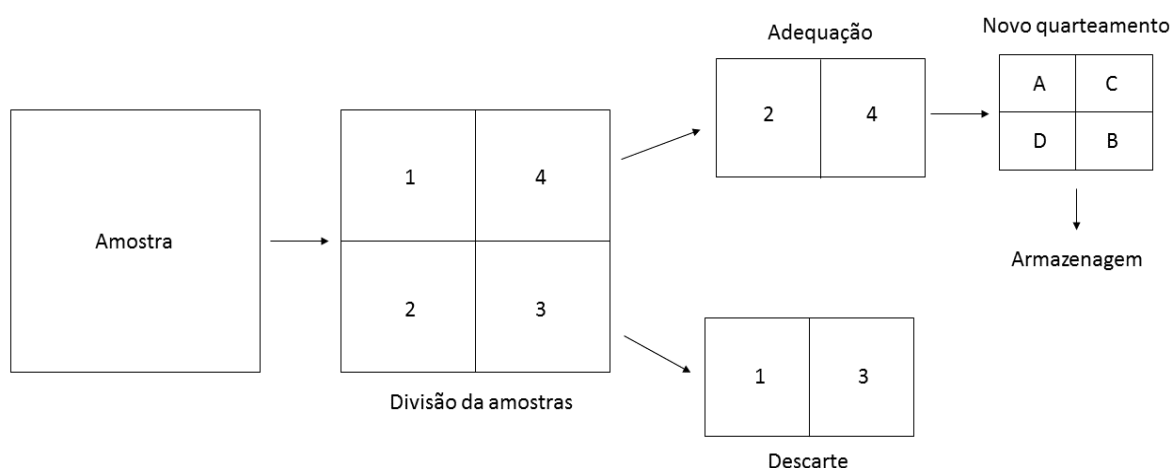 Amostra
1
4
2
3
Divisão da amostras
Adequação
2
4
Novo quarteamento
A
C
D
B
Armazenagem
1
3
Descarte